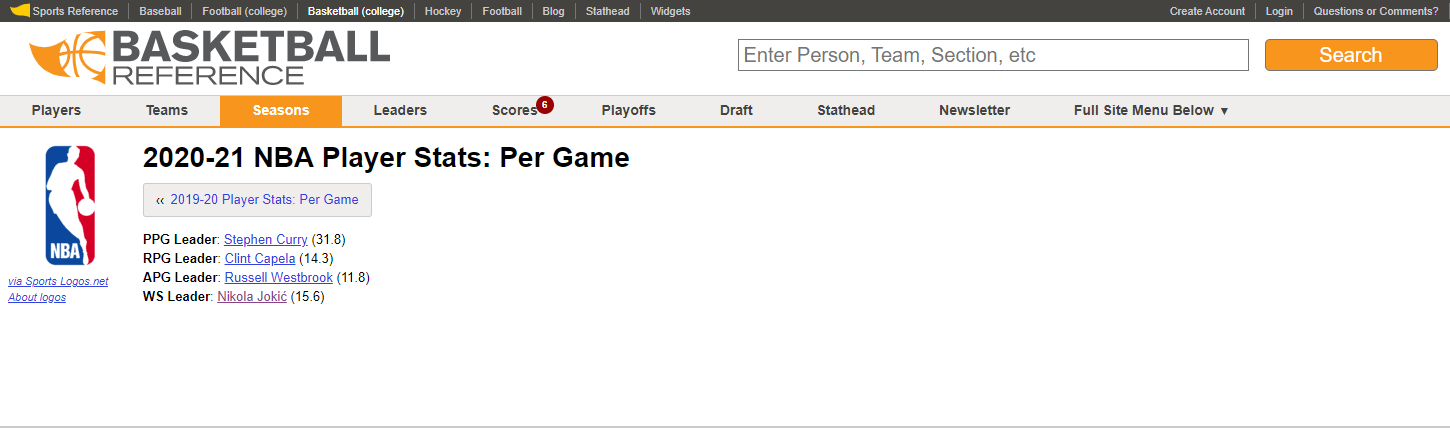 Sports Reference Baseball Football (college) Basketball (college) Hockey Football Blog Stathead Widgets Create Account Login Questions or Comments?
BASKETBALL
REFERENCE
Enter Person, Team, Section, etc Search
Players Teams Seasons Leaders Scores 6 Playoffs Draft Stathead Newsletter Full Site Menu Below ▼
2020-21 NBA Player Stats: Per Game
‹‹ 2019-20 Player Stats: Per Game
PPG Leader: Stephen Curry (31.8)
RPG Leader: Clint Capela (14.3)
APG Leader: Russell Westbrook (11.8)
WS Leader: Nikola Jokić (15.6)
NBA
via Sports Logos.net
About logos